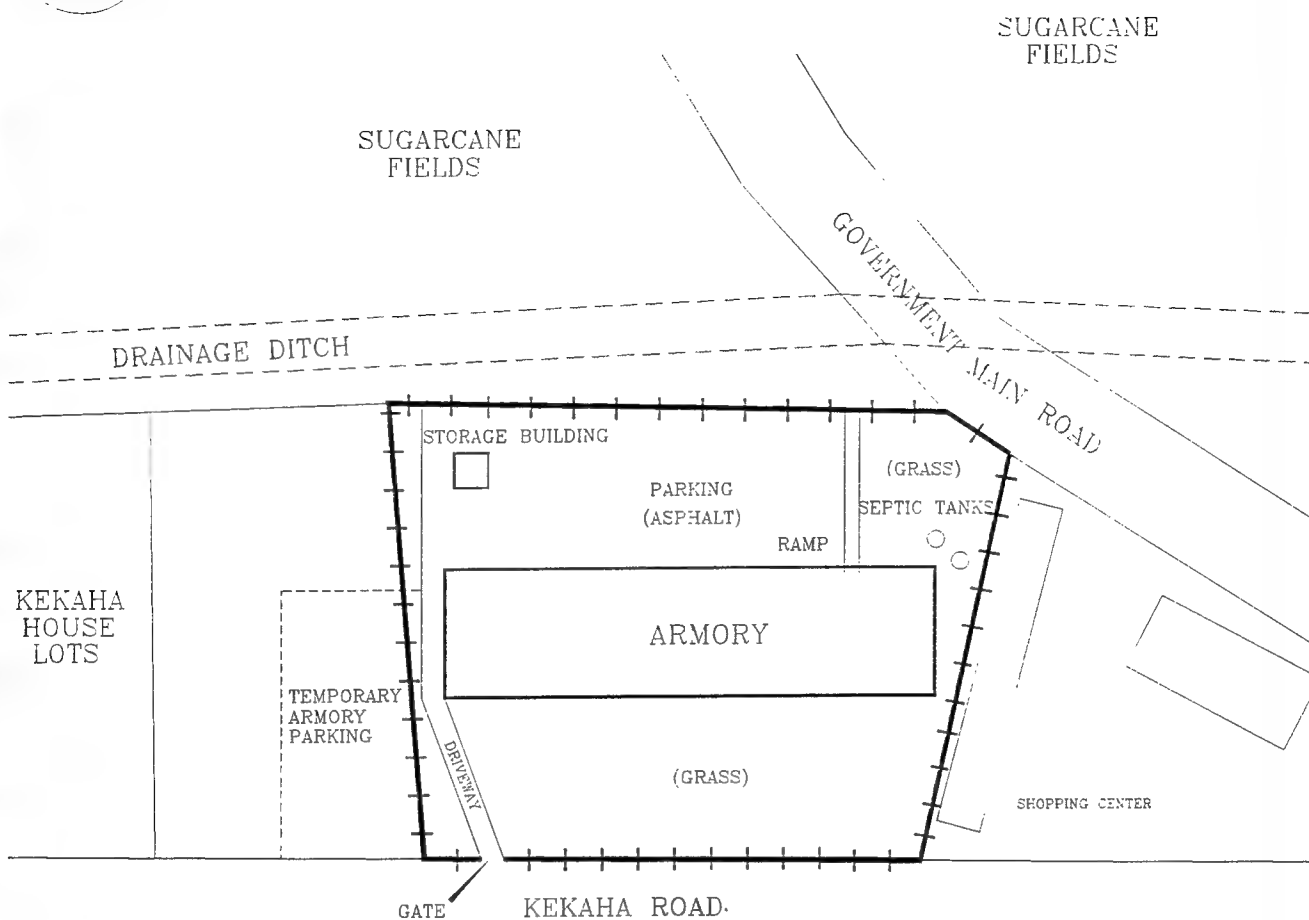 SUGARCANE
FIELDS
SUGARCANE
FIELDS
GOVERNMENT MAIN ROAD
DRAINAGE DITCH
STORAGE BUILDING
PARKING
(ASPHALT)
(GRASS)
SEPTIC TANKS
RAMP
KEKAHA
HOUSE
LOTS
ARMORY
TEMPORARY
ARMORY
PARKING
DRIVEWAY
(GRASS)
SHOPPING CENTER
GATE
KEKAHA ROAD.